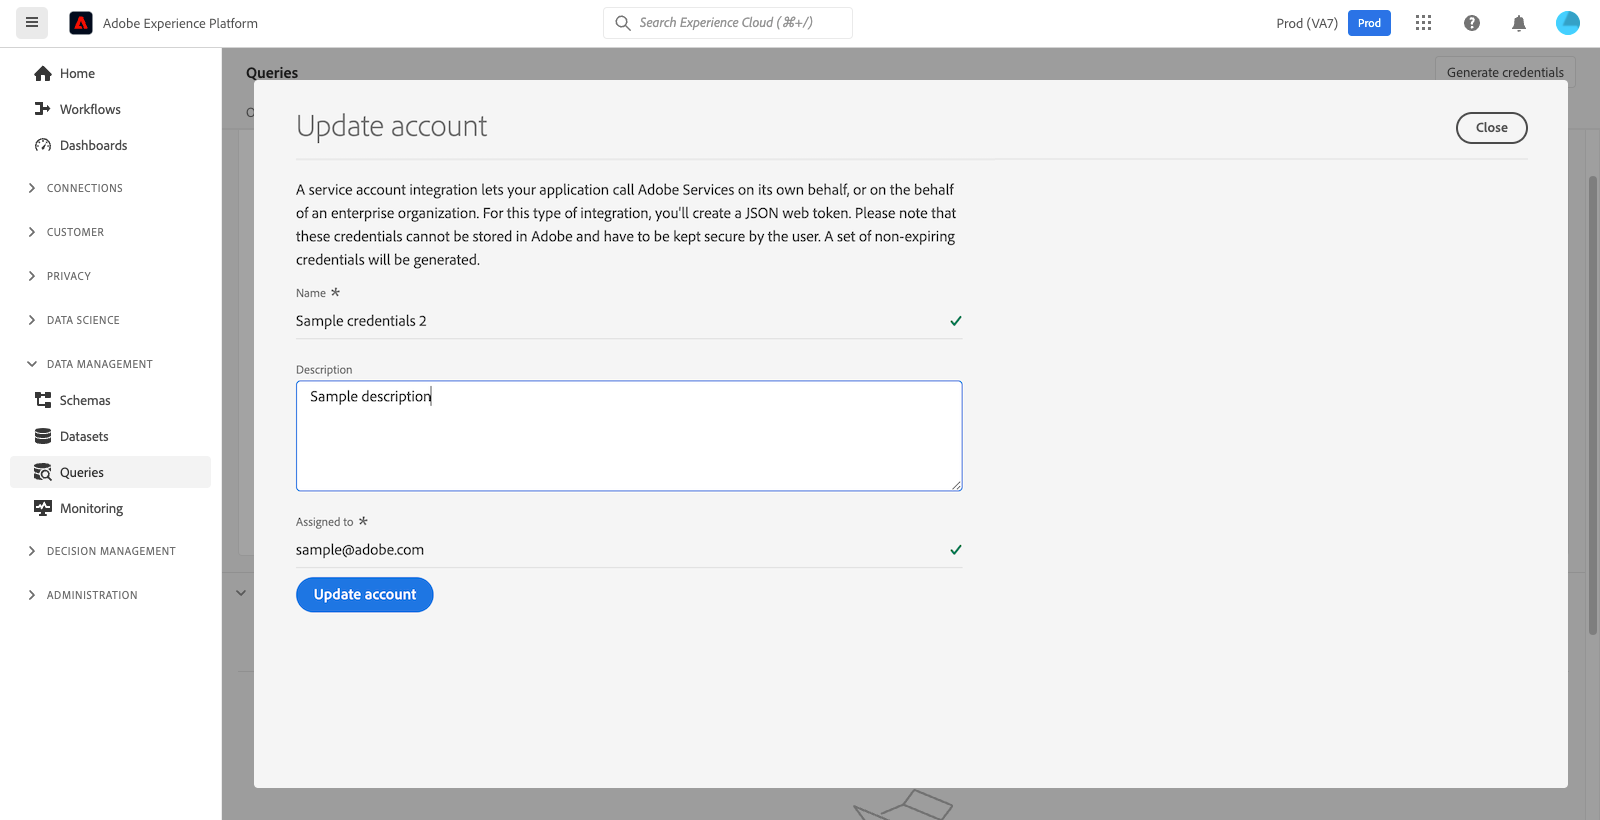 Adobe Experience Platform
Search Experience Cloud (⌘+/)
Prod (VA7)
Prod
Home
Workflows
Dashboards
CONNECTIONS
CUSTOMER
PRIVACY
DATA SCIENCE
DATA MANAGEMENT
Schemas
Datasets
Queries
Monitoring
DECISION MANAGEMENT
ADMINISTRATION
Queries
Generate credentials
Update account
Close
A service account integration lets your application call Adobe Services on its own behalf, or on the behalf
of an enterprise organization. For this type of integration, you'll create a JSON web token. Please note that
these credentials cannot be stored in Adobe and have to be kept secure by the user. A set of non-expiring
credentials will be generated.
Name *
Sample credentials 2
Description
Sample description
Assigned to *
sample@adobe.com
Update account